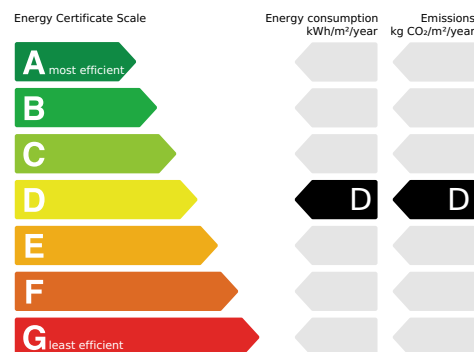 Energy Certificate Scale
Energy consumption
kWh/m²/year
Emissions
kg CO₂/m²/year
A most efficient
B
C
D
D
D
E
F
G least efficient